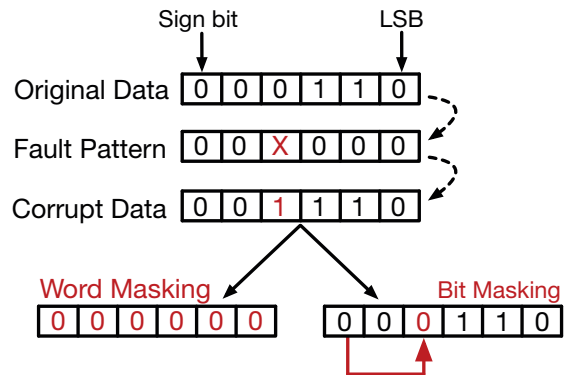 Sign bit LSB
Original Data 0 0 0 1 1 0
Fault Pattern 0 0 X 0 0 0
Corrupt Data 0 0 1 1 1 0
Word Masking Bit Masking
0 0 0 0 0 0 0 0 0 1 1 0